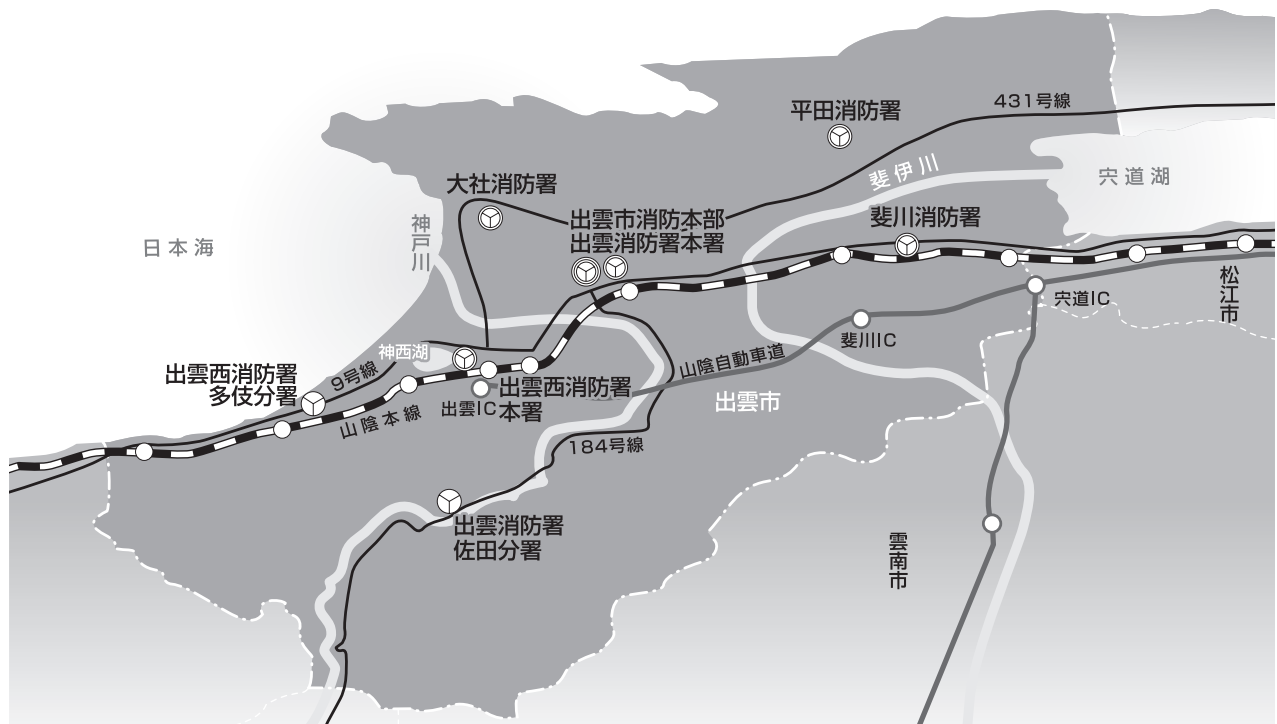 431号線
平田消防署
斐伊川
宍道湖
大社消防署
出雲市消防本部
出雲消防署本署
斐川消防署
神戸川
日本海
松江市
宍道IC
斐川IC
神西湖
山陰自動車道
出雲西消防署
多伎分署
9号線
出雲西消防署
本署
出雲IC
出雲市
山陰本線
184号線
出雲消防署
佐田分署
雲南市